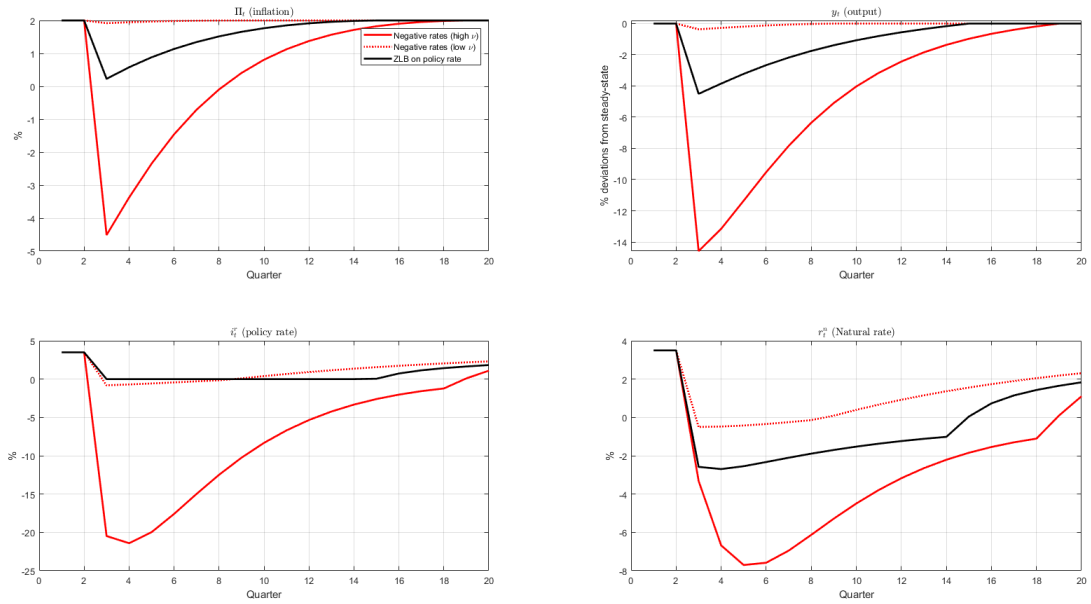 Πₜ (inflation)
2
1
0
-1
-2
-3
-4
-5
%
0 2 4 6 8 10 12 14 16 18 20
Quarter
Negative rates (high ν)
Negative rates (low ν)
ZLB on policy rate
yₜ (output)
0
-2
-4
-6
-8
-10
-12
-14
% deviations from steady-state
0 2 4 6 8 10 12 14 16 18 20
Quarter
iₜʳ (policy rate)
5
0
-5
-10
-15
-20
-25
%
0 2 4 6 8 10 12 14 16 18 20
Quarter
rₜⁿ (Natural rate)
4
2
0
-2
-4
-6
-8
%
0 2 4 6 8 10 12 14 16 18 20
Quarter